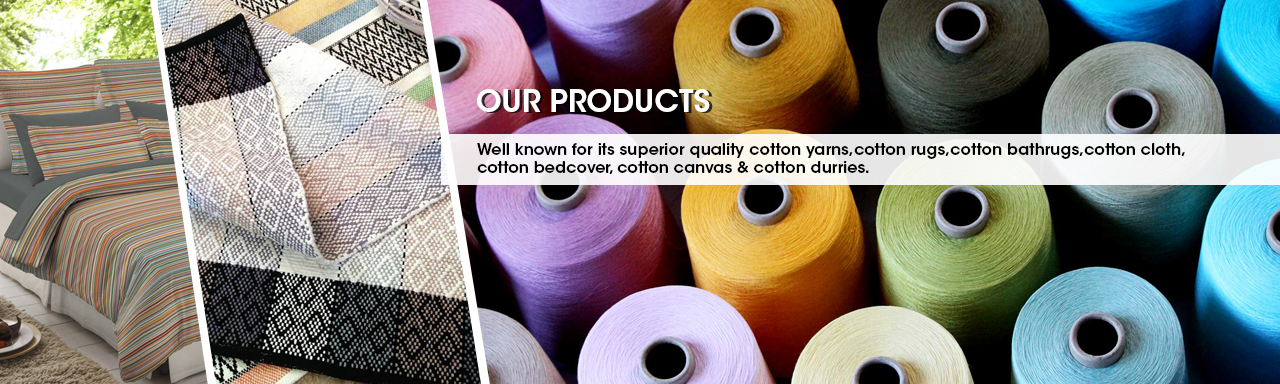 OUR PRODUCTS
Well known for its superior quality cotton yarns,cotton rugs,cotton bathrugs,cotton cloth,
cotton bedcover, cotton canvas & cotton durries.